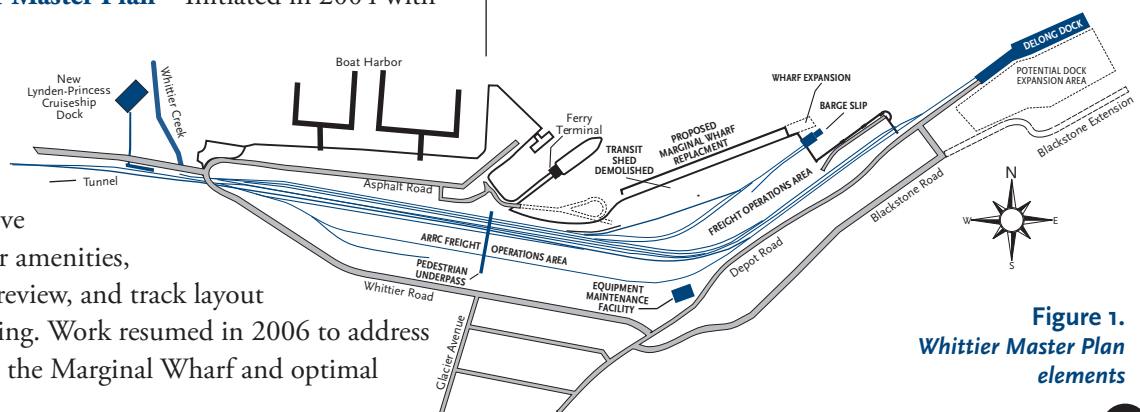 Master Plan – Initiated in 2004 with
New
Lynden-Princess
Cruiseship
Dock
Whittier Creek
Boat Harbor
Ferry
Terminal
TRANSIT
SHED
DEMOLISHED
PROPOSED
MARGINAL WHARF
REPLACMENT
WHARF EXPANSION
BARGE SLIP
DELONG DOCK
POTENTIAL DOCK
EXPANSION AREA
Blackstone Extension
Tunnel
Asphalt Road
FREIGHT OPERATIONS AREA
Blackstone Road
ARRC FREIGHT OPERATIONS AREA
PEDESTRIAN
UNDERPASS
Whittier Road
EQUIPMENT
MAINTENANCE
FACILITY
Depot Road
Glacier Avenue
N
W
E
S
amenities,
review, and track layout
Work resumed in 2006 to address
the Marginal Wharf and optimal
Figure 1.
Whittier Master Plan
elements